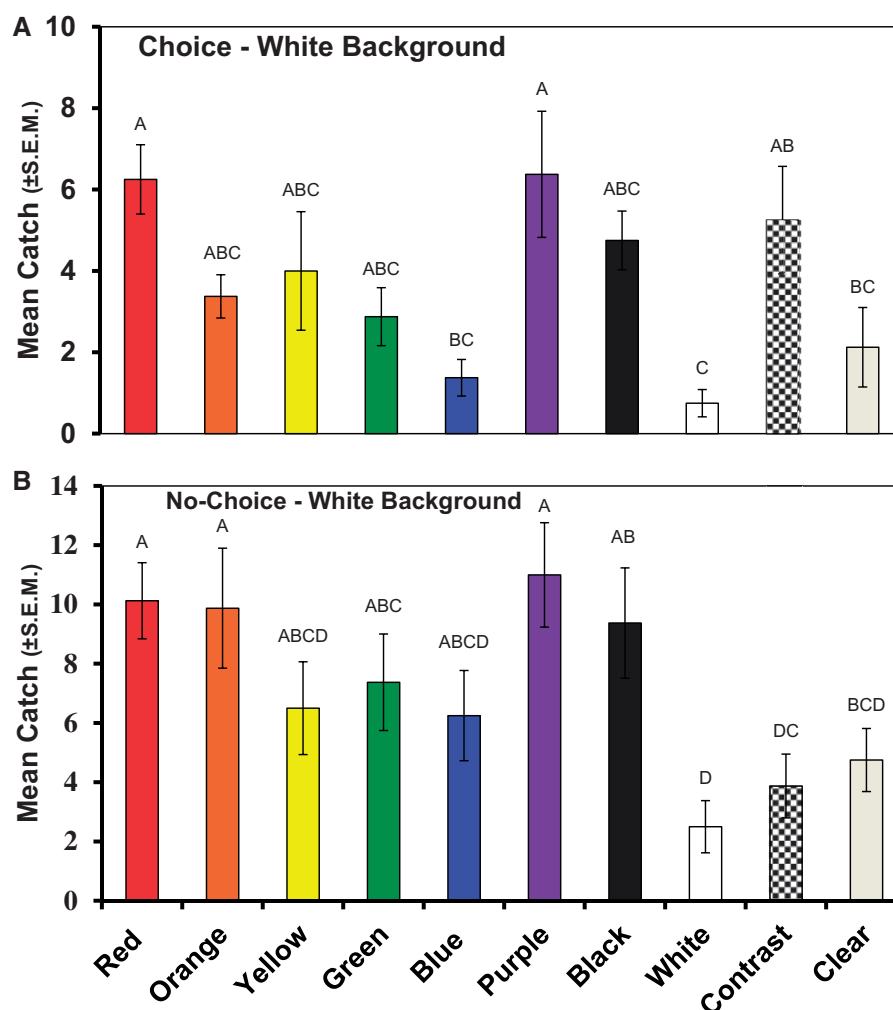 A
Choice - White Background
Mean Catch (±S.E.M.)
10
8
6
4
2
0
A
ABC
ABC
ABC
BC
A
ABC
C
AB
BC
B
No-Choice - White Background
Mean Catch (±S.E.M.)
14
12
10
8
6
4
2
0
A
A
ABCD
ABC
ABCD
A
AB
D
DC
BCD
Red
Orange
Yellow
Green
Blue
Purple
Black
White
Contrast
Clear